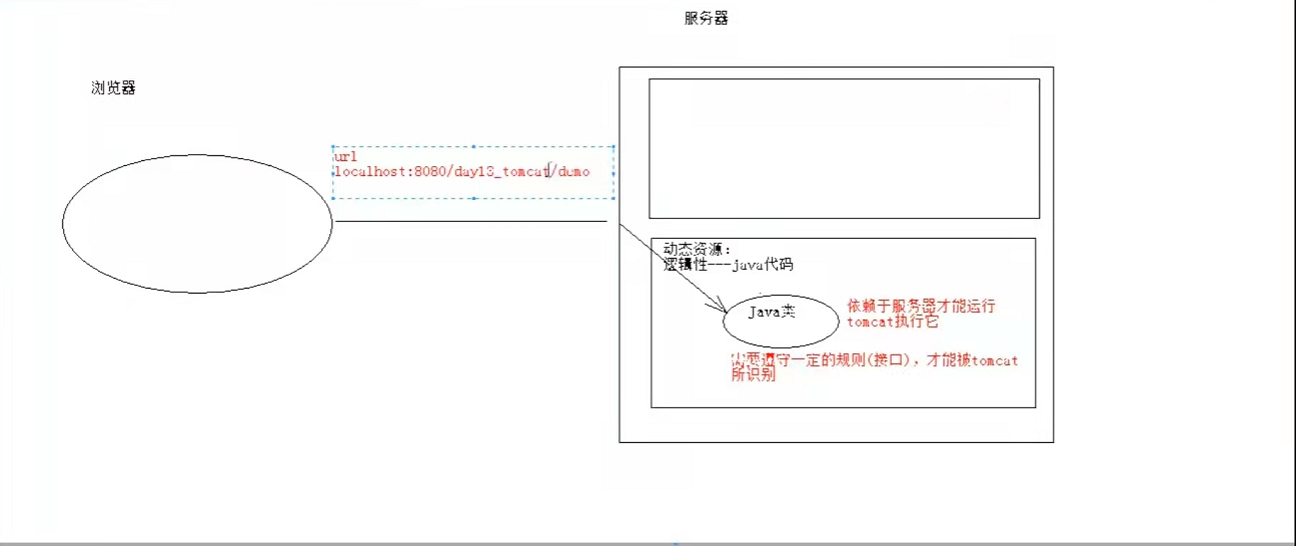 服务器
浏览器
url
localhost:8080/day13_tomcat/dumo
动态资源:
逻辑性---java代码
Java类
依赖于服务器才能运行
tomcat执行它
需要遵守一定的规则(接口),才能被tomcat
所识别